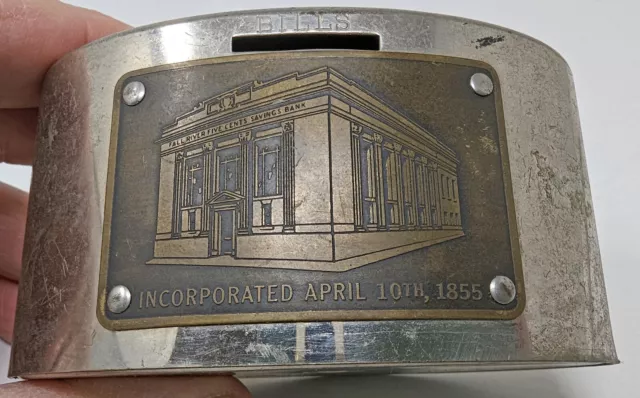 BILLS
FALL RIVER FIVE CENTS SAVINGS BANK
INCORPORATED APRIL 10TH, 1855